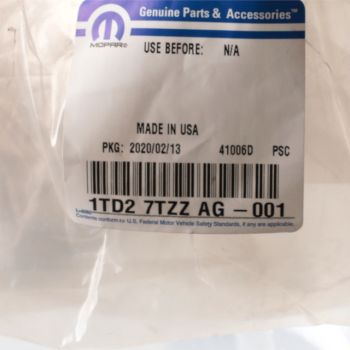 Genuine Parts & Accessories™
MOPAR®
USE BEFORE: N/A
MADE IN USA
PKG: 2020/02/13 41006D PSC
1TD2 7TZZ AG -001
Contents conform to U.S. Federal Motor Vehicle Safety Standards, if any are applicable.